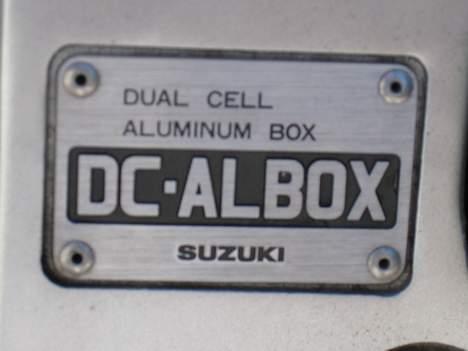 DUAL CELL
ALUMINUM BOX
DC-ALBOX
SUZUKI